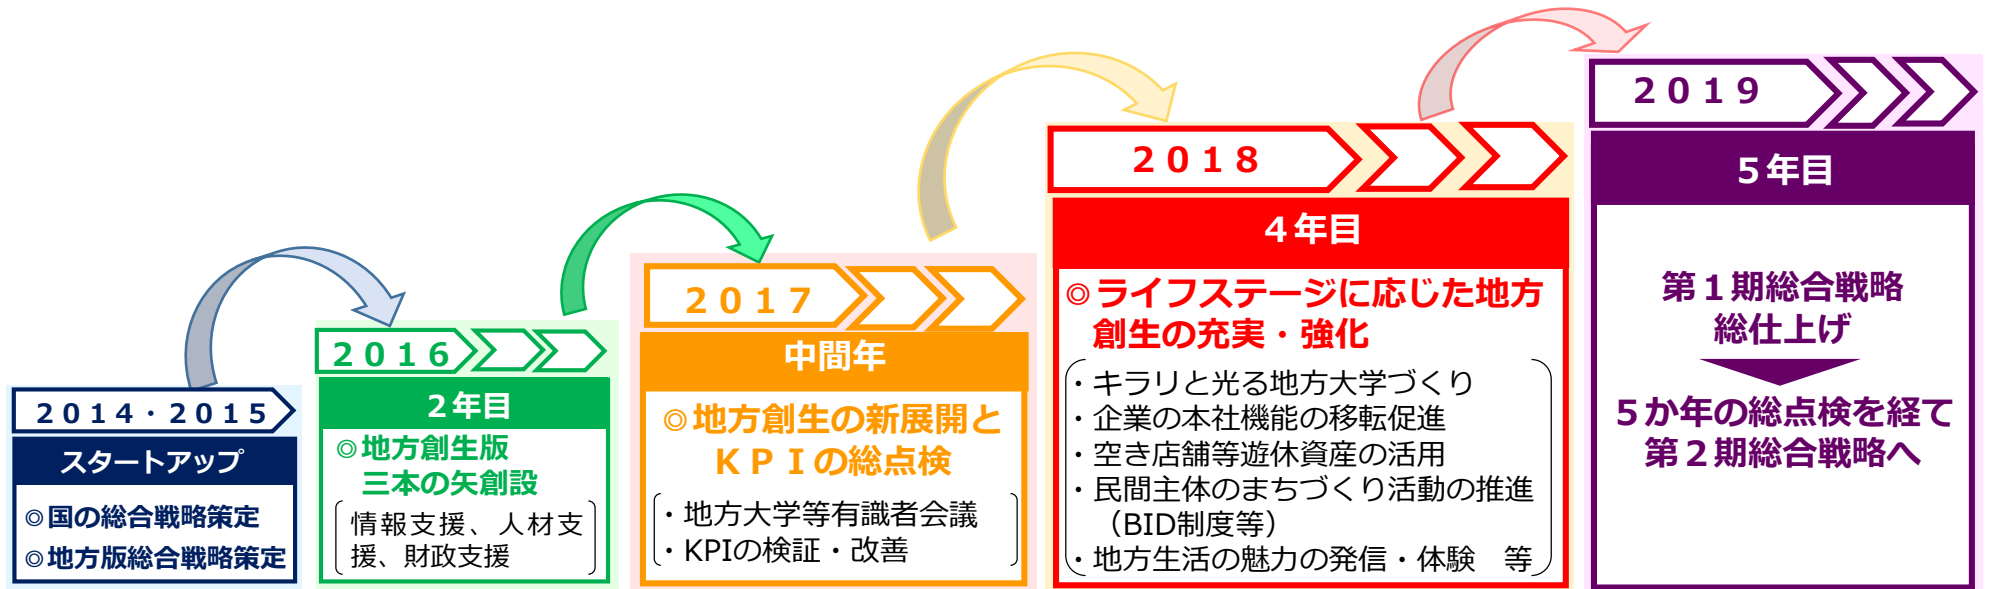 ２０１４・２０１５
スタートアップ
◎国の総合戦略策定
◎地方版総合戦略策定
２０１６
２年目
◎地方創生版
三本の矢創設
情報支援、人材支
援、財政支援
２０１７
中間年
◎地方創生の新展開と
ＫＰＩの総点検
・地方大学等有識者会議
・KPIの検証・改善
２０１８
４年目
◎ライフステージに応じた地方
創生の充実・強化
・キラリと光る地方大学づくり
・企業の本社機能の移転促進
・空き店舗等遊休資産の活用
・民間主体のまちづくり活動の推進
（BID制度等）
・地方生活の魅力の発信・体験　等
２０１９
５年目
第１期総合戦略
総仕上げ
５か年の総点検を経て
第２期総合戦略へ